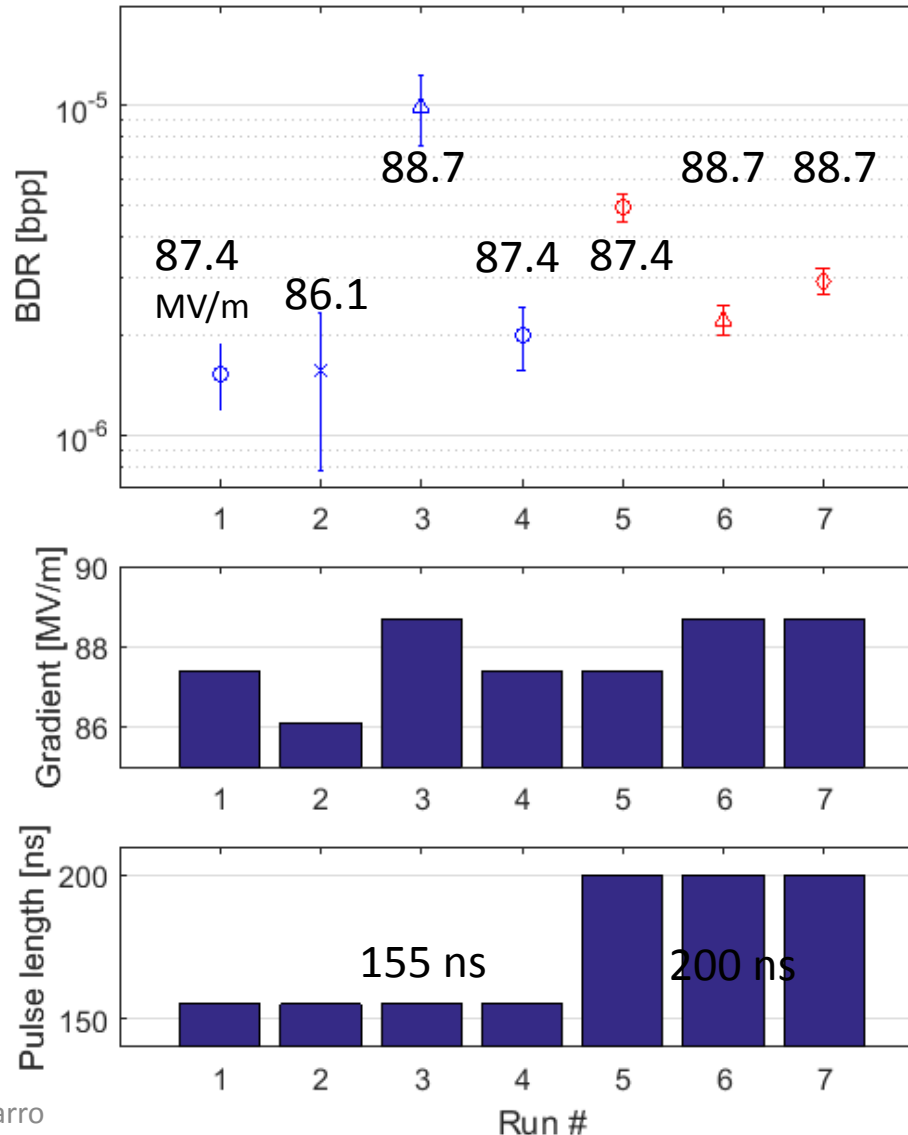 BDR [bpp]
10^-5
10^-6
88.7 88.7 88.7
87.4 87.4 87.4
MV/m 86.1
1 2 3 4 5 6 7
Gradient [MV/m]
90
88
86
1 2 3 4 5 6 7
Pulse length [ns]
200
150
155 ns 200 ns
1 2 3 4 5 6 7
arro
Run #